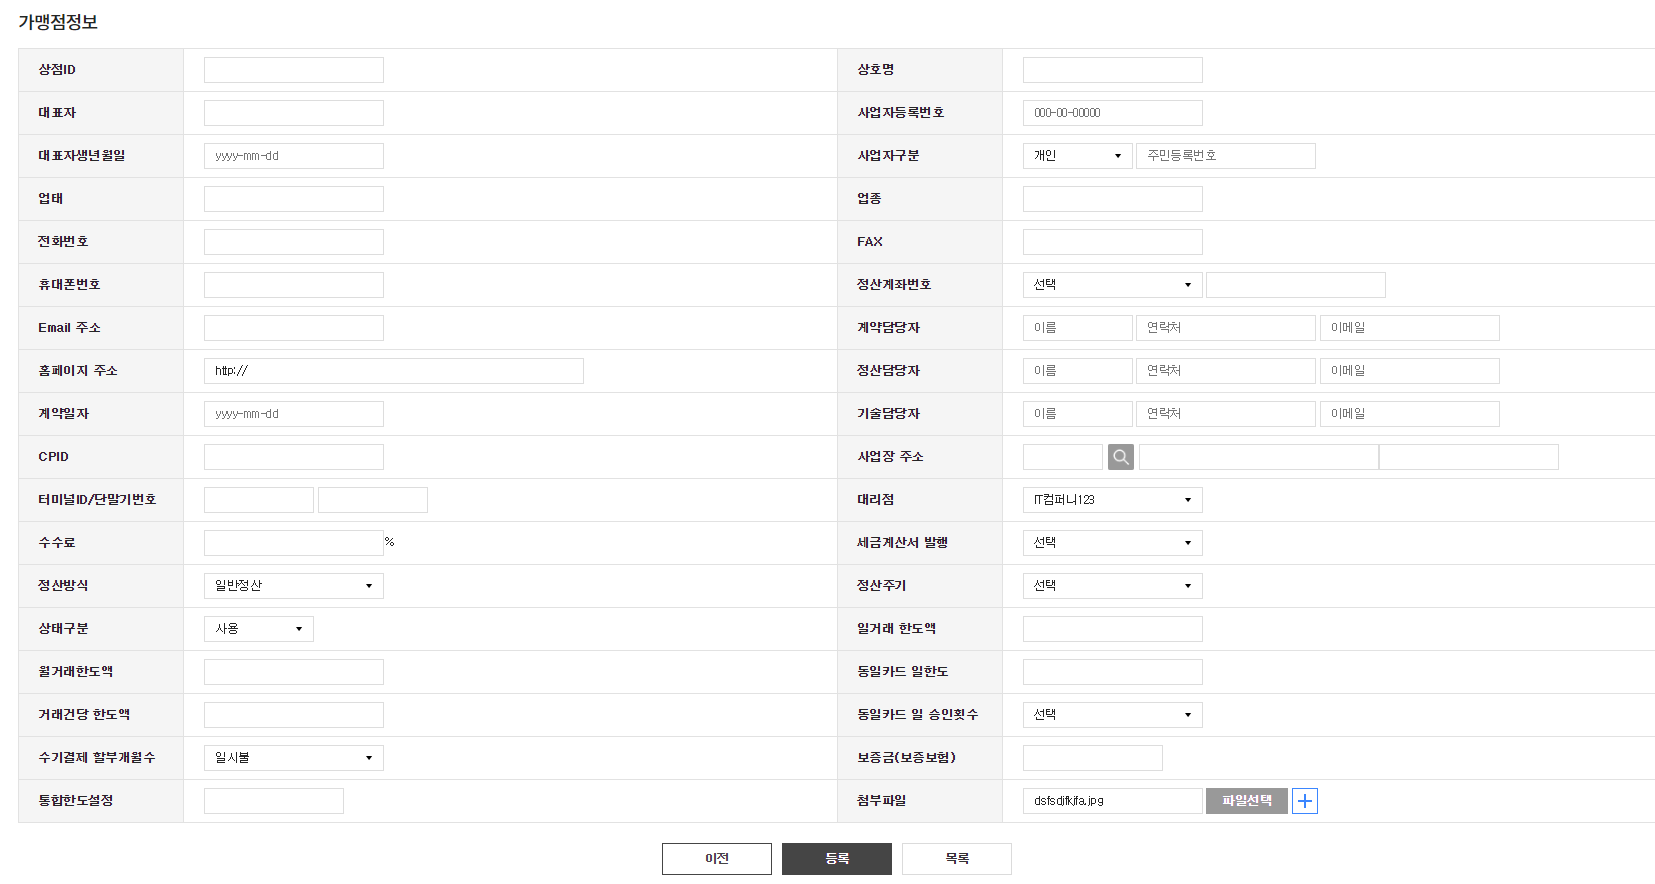 가맹점정보
상점ID 상호명
대표자 사업자등록번호 000-00-00000
대표자생년월일 yyyy-mm-dd 사업자구분 개인 주민등록번호
업태 업종
전화번호 FAX
휴대폰번호 정산계좌번호 선택
Email 주소 계약담당자 이름 연락처 이메일
홈페이지 주소 http:// 정산담당자 이름 연락처 이메일
계약일자 yyyy-mm-dd 기술담당자 이름 연락처 이메일
CPID 사업장 주소
터미널ID/단말기번호 대리점 IT컴퍼니123
수수료 % 세금계산서 발행 선택
정산방식 일반정산 정산주기 선택
상태구분 사용 일거래 한도액
월거래한도액 동일카드 일한도
거래건당 한도액 동일카드 일 승인횟수 선택
수기결제 할부개월수 일시불 보증금(보증보험)
통합한도설정 첨부파일 dsfsdjfkjfa.jpg 파일선택
이전 등록 목록